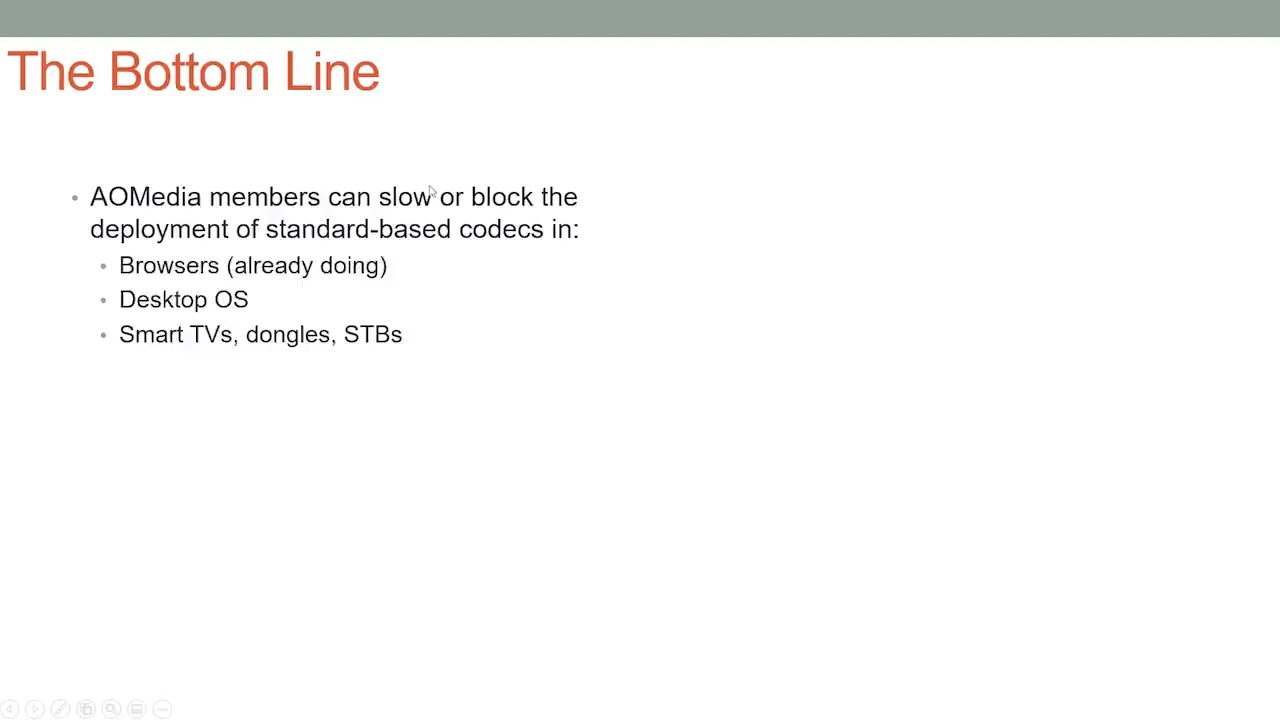 The Bottom Line
• AOMedia members can slow or block the
deployment of standard-based codecs in:
• Browsers (already doing)
• Desktop OS
• Smart TVs, dongles, STBs